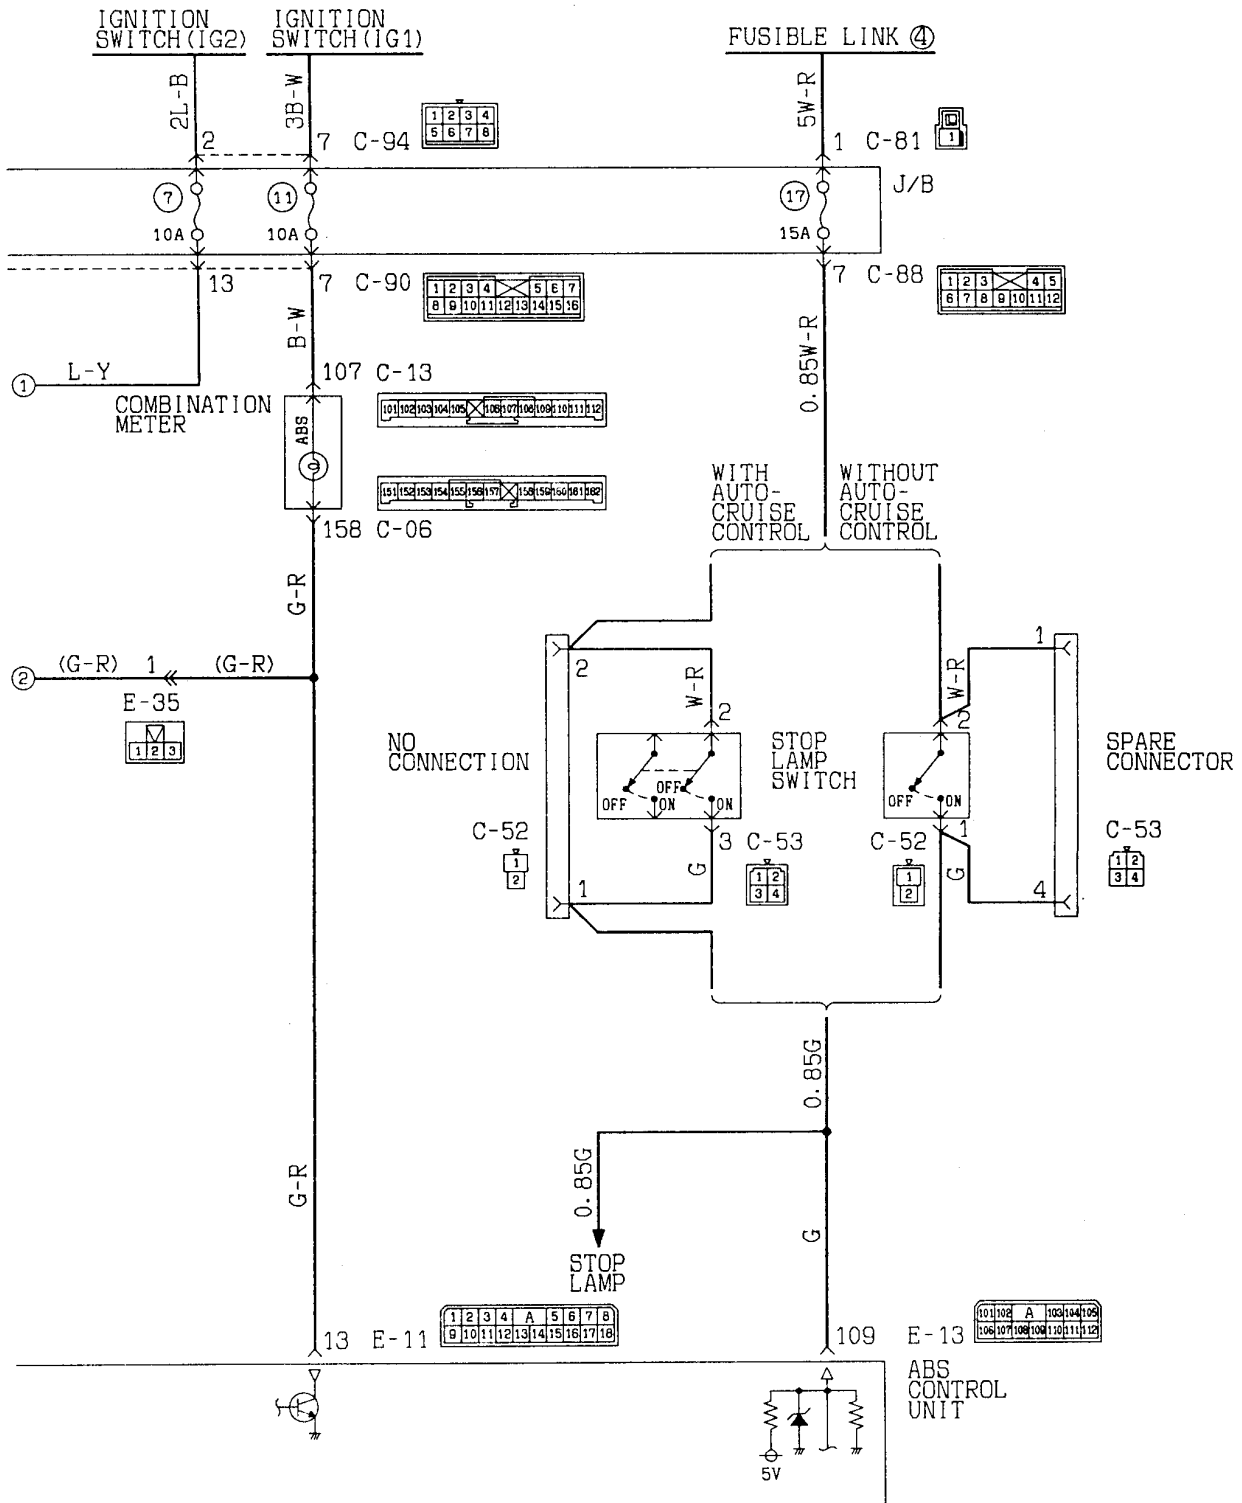 IGNITION
SWITCH(IG2)
IGNITION
SWITCH(IG1)
FUSIBLE LINK ④
2L-B
3B-W
5W-R
1 2 3 4
5 6 7 8
1
2
7
C-94
1
C-81
J/B
7
11
17
10A
10A
15A
13
7
C-90
1 2 3 4 5 6 7
8 9 10 11 12 13 14 15 16
7
C-88
1 2 3 4 5
6 7 8 9 10 11 12
B-W
0.85W-R
1
L-Y
107 C-13
COMBINATION
METER
101 102 103 104 105 106 107 108 109 110 111 112
ABS
151 152 153 154 155 156 157 158 159 160 161 162
158 C-06
WITH
AUTO-
CRUISE
CONTROL
WITHOUT
AUTO-
CRUISE
CONTROL
G-R
2
(G-R)
1
(G-R)
E-35
1 2 3
2
W-R
2
W-R
2
1
NO
CONNECTION
STOP
LAMP
SWITCH
SPARE
CONNECTOR
OFF
OFF
ON
ON
OFF
ON
C-52
1
2
1
3
C-53
1 2
3 4
G
C-52
1
2
1
G
4
C-53
1 2
3 4
0.85G
0.85G
STOP
LAMP
G-R
G
13
E-11
1 2 3 4 A 5 6 7 8
9 10 11 12 13 14 15 16 17 18
109
E-13
101 102 A 103 104 105
106 107 108 109 110 111 112
ABS
CONTROL
UNIT
5V